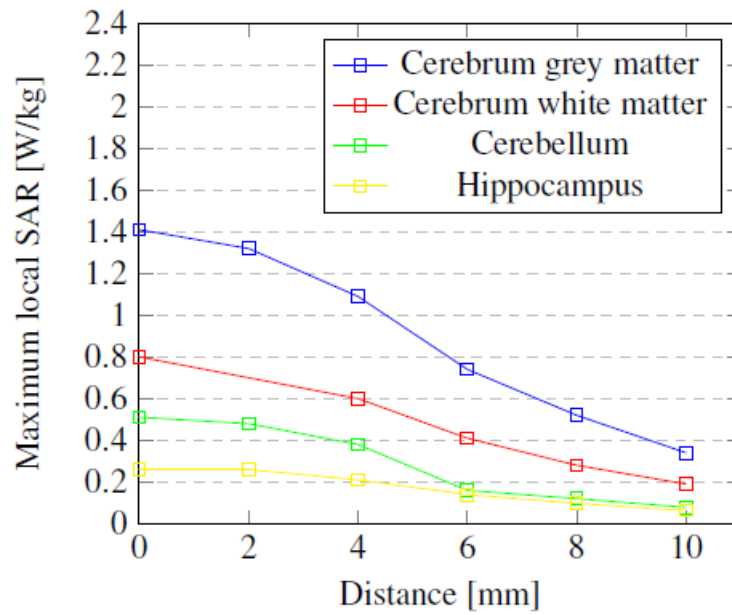 2.4
2.2
2
1.8
1.6
1.4
1.2
1
0.8
0.6
0.4
0.2
0
Maximum local SAR [W/kg]
Cerebrum grey matter
Cerebrum white matter
Cerebellum
Hippocampus
0 2 4 6 8 10
Distance [mm]